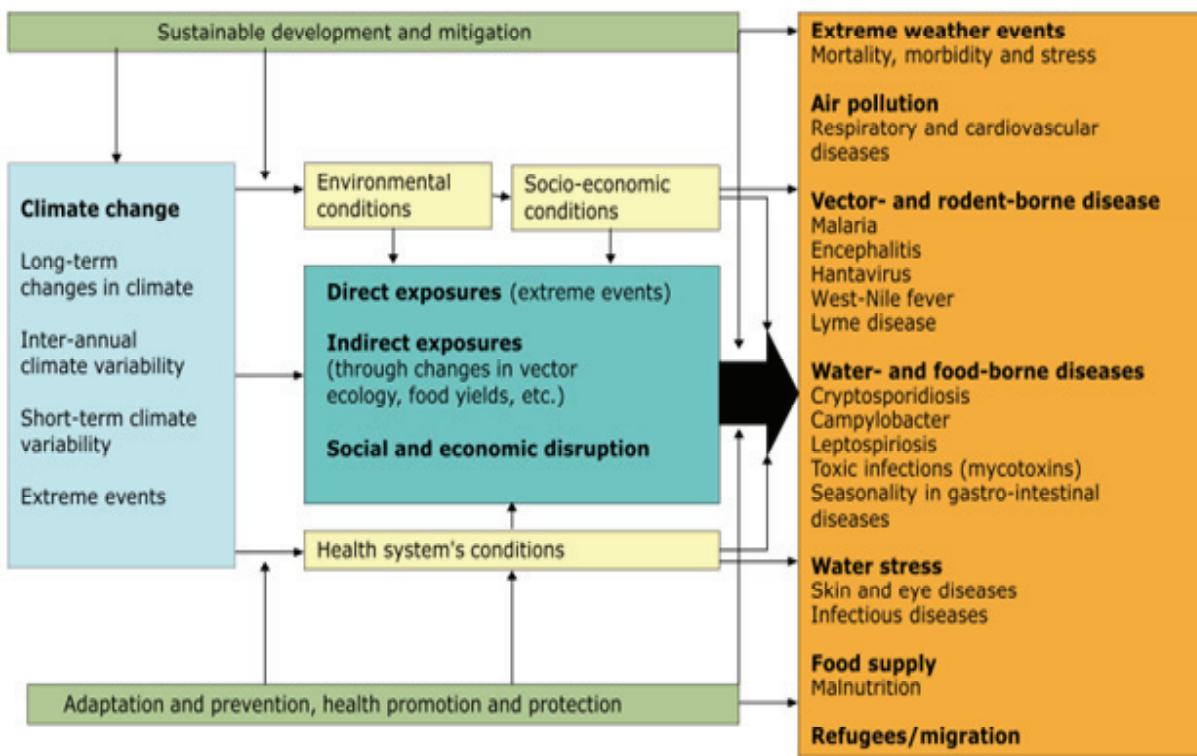 Sustainable development and mitigation
Climate change
Long-term
changes in climate
Inter-annual
climate variability
Short-term climate
variability
Extreme events
Environmental
conditions
Socio-economic
conditions
Direct exposures (extreme events)
Indirect exposures
(through changes in vector
ecology, food yields, etc.)
Social and economic disruption
Health system's conditions
Adaptation and prevention, health promotion and protection
Extreme weather events
Mortality, morbidity and stress
Air pollution
Respiratory and cardiovascular
diseases
Vector- and rodent-borne disease
Malaria
Encephalitis
Hantavirus
West-Nile fever
Lyme disease
Water- and food-borne diseases
Cryptosporidiosis
Campylobacter
Leptospiriosis
Toxic infections (mycotoxins)
Seasonality in gastro-intestinal
diseases
Water stress
Skin and eye diseases
Infectious diseases
Food supply
Malnutrition
Refugees/migration